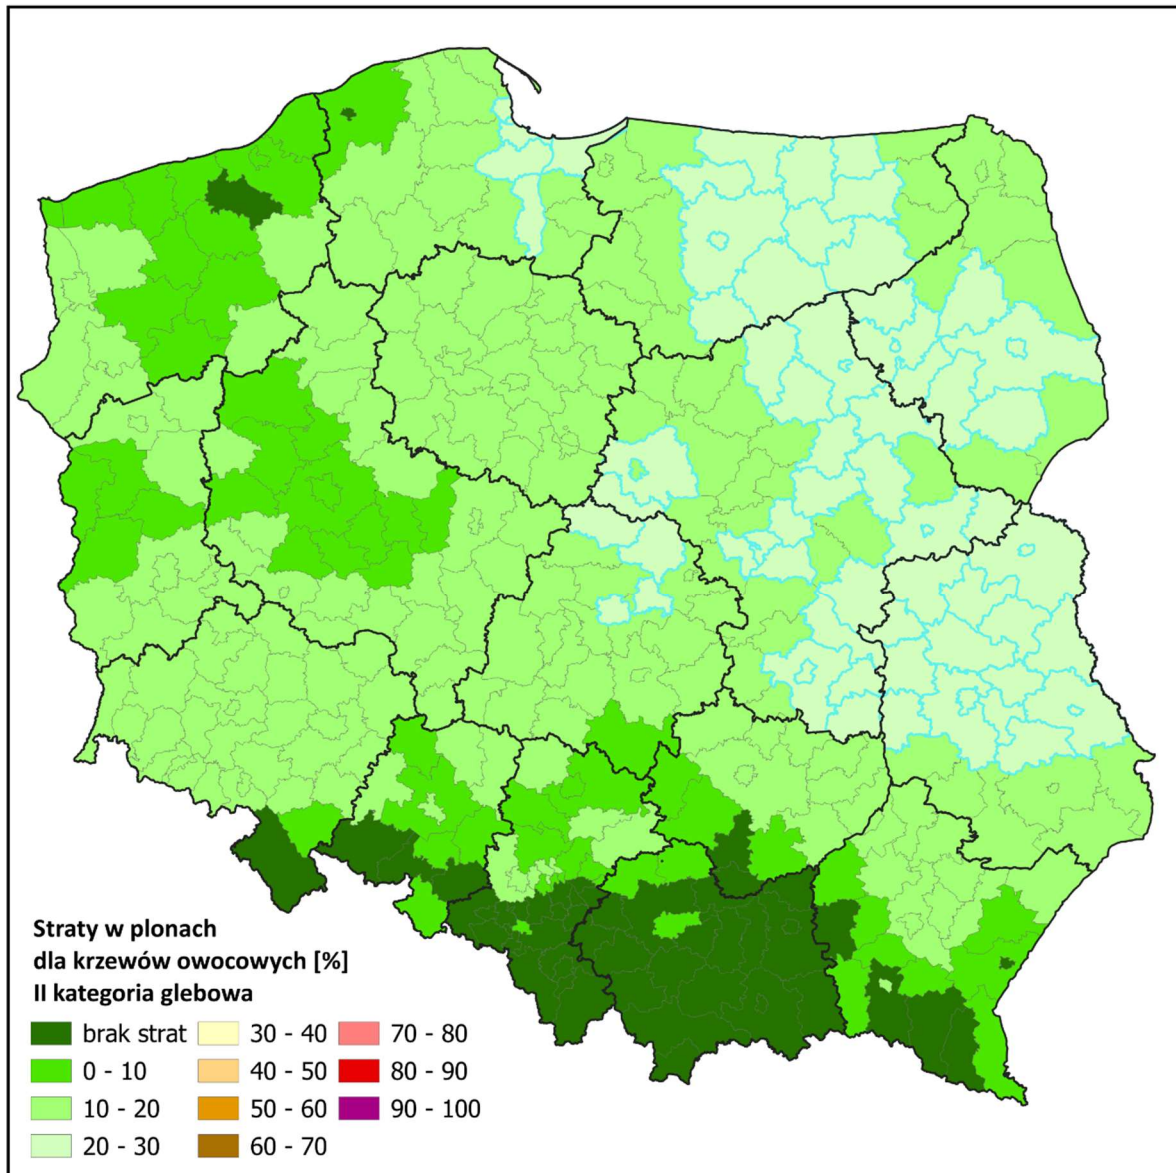 Straty w plonach
dla krzewów owocowych [%]
II kategoria glebowa
brak strat
0 - 10
10 - 20
20 - 30
30 - 40
40 - 50
50 - 60
60 - 70
70 - 80
80 - 90
90 - 100